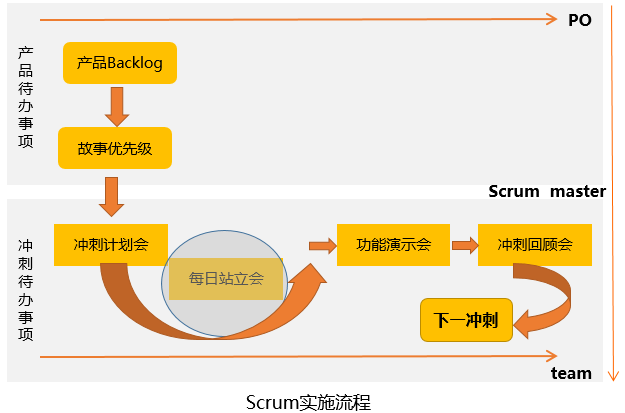 PO
产品待办事项
产品Backlog
故事优先级
Scrum master
冲刺待办事项
冲刺计划会
每日站立会
功能演示会
冲刺回顾会
下一冲刺
team
Scrum实施流程